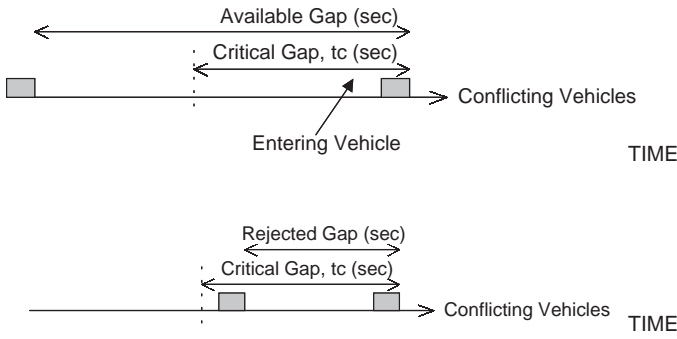 Available Gap (sec)
Critical Gap, tc (sec)
Conflicting Vehicles
Entering Vehicle
TIME
Rejected Gap (sec)
Critical Gap, tc (sec)
Conflicting Vehicles
TIME